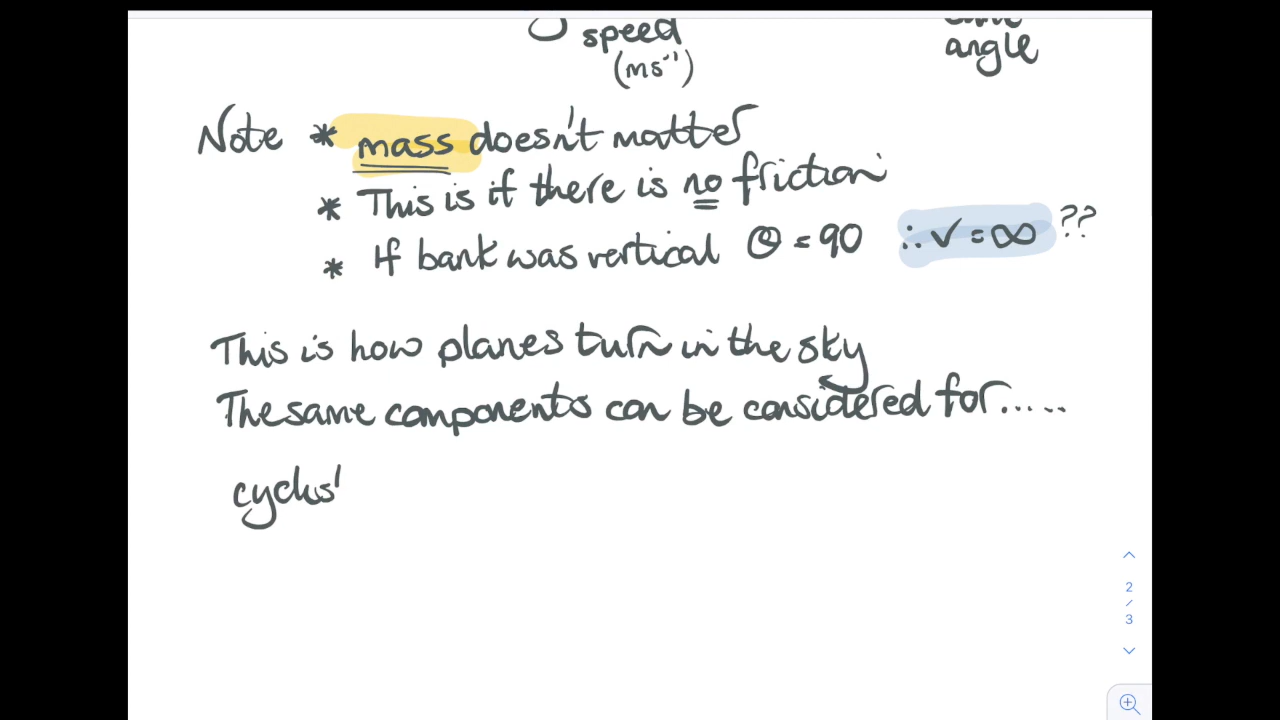 speed
(ms⁻¹)
angle
Note * mass doesn't matter
* This is if there is no friction
* If bank was vertical θ = 90 ∴ v = ∞ ??
This is how planes turn in the sky
The same components can be considered for.....
2
/
3